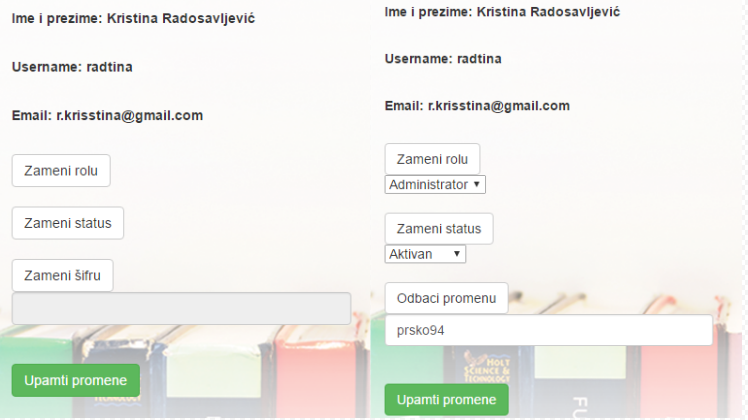 Ime i prezime: Kristina Radosavljević
Username: radtina
Email: r.krisstina@gmail.com
Zameni rolu
Zameni status
Zameni šifru
Upamti promene
Ime i prezime: Kristina Radosavljević
Username: radtina
Email: r.krisstina@gmail.com
Zameni rolu
Administrator
Zameni status
Aktivan
Odbaci promenu
prsko94
HOLT
SCIENCE &
TECHNOLOGY
FU
Upamti promene